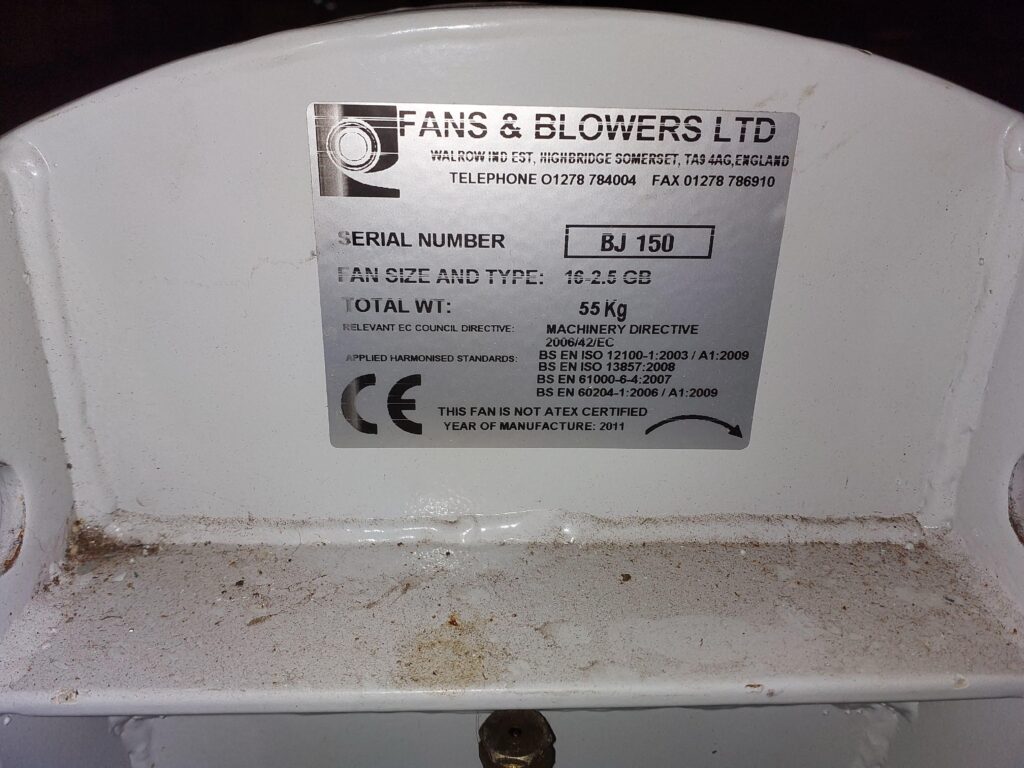 FANS & BLOWERS LTD
WALROW IND EST, HIGHBRIDGE SOMERSET, TA9 4AG, ENGLAND
TELEPHONE 01278 784004 FAX 01278 786910
SERIAL NUMBER BJ 150
FAN SIZE AND TYPE: 16-2.5 GB
TOTAL WT: 55 Kg
RELEVANT EC COUNCIL DIRECTIVE: MACHINERY DIRECTIVE
2006/42/EC
APPLIED HARMONISED STANDARDS: BS EN ISO 12100-1:2003 / A1:2009
BS EN ISO 13857:2008
BS EN 61000-6-4:2007
BS EN 60204-1:2006 / A1:2009
CE
THIS FAN IS NOT ATEX CERTIFIED
YEAR OF MANUFACTURE: 2011